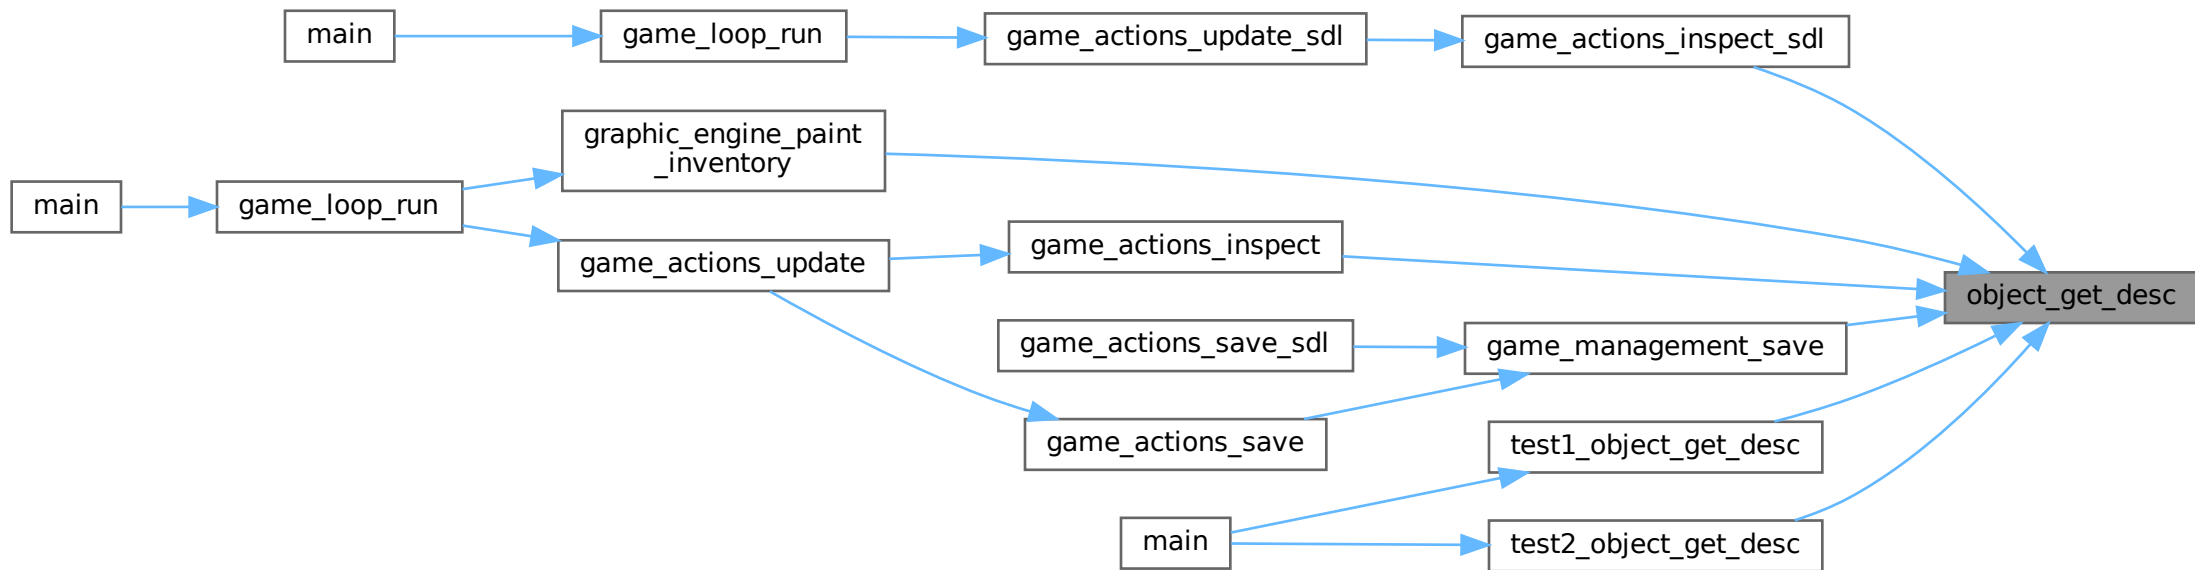 main
game_loop_run
game_actions_update_sdl
game_actions_inspect_sdl
graphic_engine_paint
_inventory
main
game_loop_run
game_actions_update
game_actions_inspect
object_get_desc
game_actions_save_sdl
game_management_save
game_actions_save
test1_object_get_desc
main
test2_object_get_desc